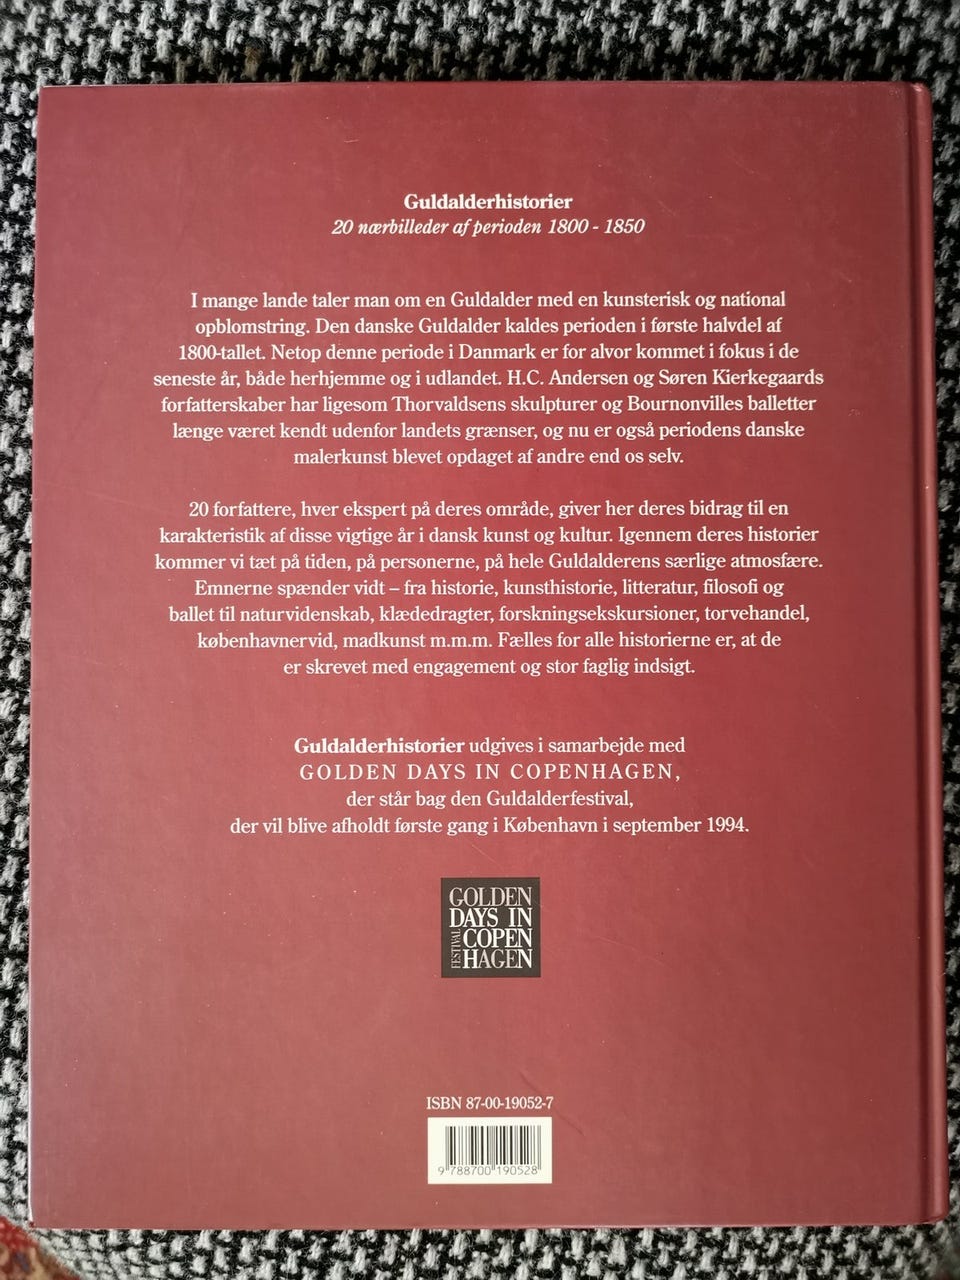 Guldalderhistorier
20 nærbilleder af perioden 1800 - 1850
I mange lande taler man om en Guldalder med en kunsterisk og national
opblomstring. Den danske Guldalder kaldes perioden i første halvdel af
1800-tallet. Netop denne periode i Danmark er for alvor kommet i fokus i de
seneste år, både herhjemme og i udlandet. H.C. Andersen og Søren Kierkegaards
forfatterskaber har ligesom Thorvaldsens skulpturer og Bournonvilles balletter
længe været kendt udenfor landets grænser, og nu er også periodens danske
malerkunst blevet opdaget af andre end os selv.
20 forfattere, hver ekspert på deres område, giver her deres bidrag til en
karakteristik af disse vigtige år i dansk kunst og kultur. Igennem deres historier
kommer vi tæt på tiden, på personerne, på hele Guldalderens særlige atmosfære.
Emnerne spænder vidt – fra historie, kunsthistorie, litteratur, filosofi og
ballet til naturvidenskab, klædedragter, forskningsekskursioner, torvehandel,
københavnervid, madkunst m.m.m. Fælles for alle historierne er, at de
er skrevet med engagement og stor faglig indsigt.
Guldalderhistorier udgives i samarbejde med
GOLDEN DAYS IN COPENHAGEN,
der står bag den Guldalderfestival,
der vil blive afholdt første gang i København i september 1994.
GOLDEN
DAYS IN
COPEN
HAGEN
FESTIVAL
ISBN 87-00-19052-7
9 788700 190528